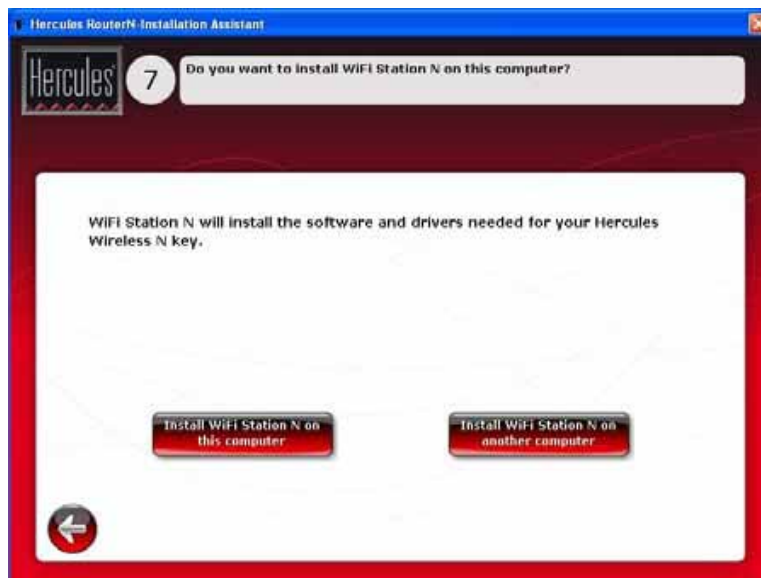 Hercules RouterN-Installation Assistant
Hercules
7
Do you want to install WiFi Station N on this computer?
WiFi Station N will install the software and drivers needed for your Hercules
Wireless N key.
Install WiFi Station N on
this computer
Install WiFi Station N on
another computer